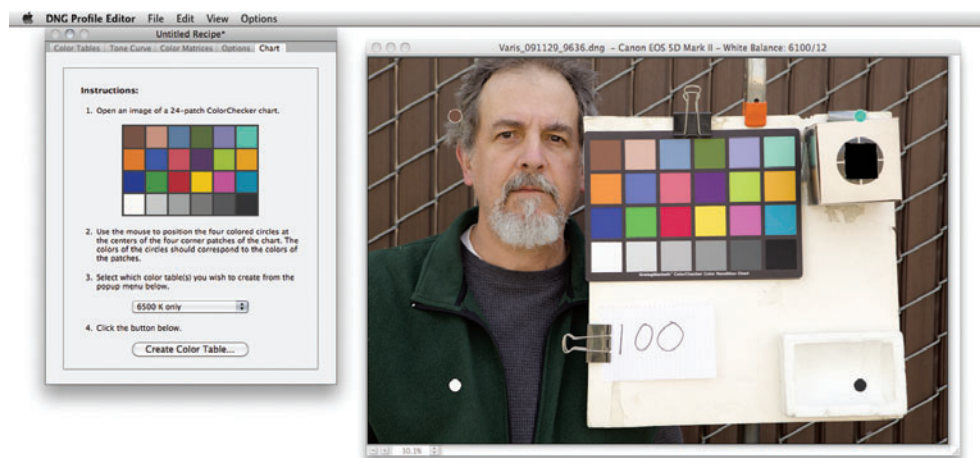 DNG Profile Editor File Edit View Options
Untitled Recipe*
Color Tables Tone Curve Color Matrices Options Chart
Instructions:
1. Open an image of a 24-patch ColorChecker chart.
2. Use the mouse to position the four colored circles at
the centers of the four corner patches of the chart. The
colors of the circles should correspond to the colors of
the patches.
3. Select which color table(s) you wish to create from the
popup menu below.
6500 K only
4. Click the button below.
Create Color Table...
Varis_091129_9636.dng - Canon EOS 5D Mark II - White Balance: 6100/12
ColorChecker Color Rendition Chart
100